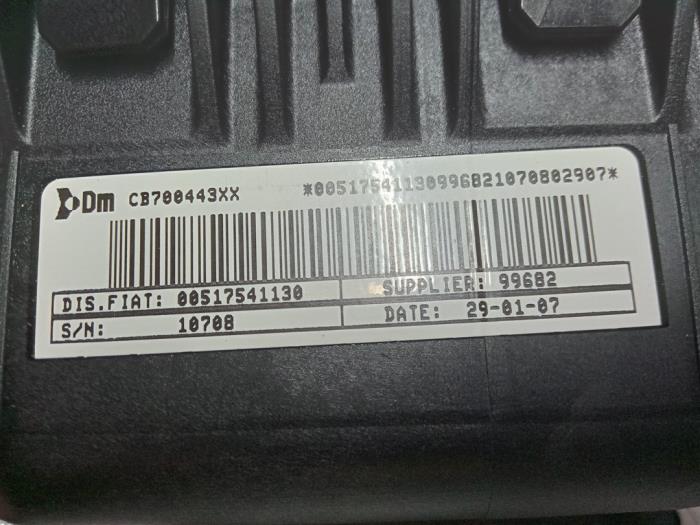 Dm CB700443XX *00517541130996821070802907*
DIS.FIAT: 00517541130 SUPPLIER: 99682
S/N: 10708 DATE: 29-01-07